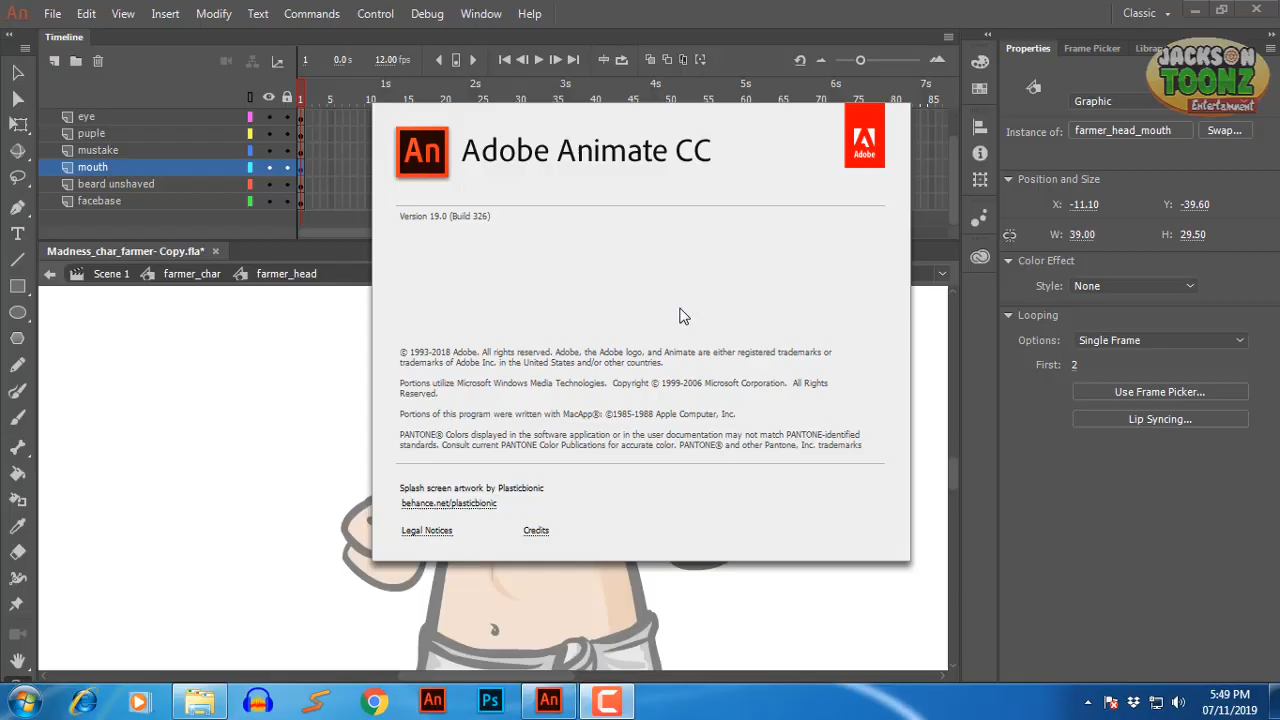 An File Edit View Insert Modify Text Commands Control Debug Window Help Classic
Timeline
1 0.0s 12.00fps
1s 2s 3s 4s 5s 6s 7s
1 5 10 15 20 25 30 35 40 45 50 55 60 65 70 75 80 85
eye
puple
mustake
mouth
beard unshaved
facebase
Madness_char_farmer- Copy.fla* ×
Scene 1 farmer_char farmer_head
An Adobe Animate CC
Adobe
Version 19.0 (Build 326)
© 1993-2018 Adobe. All rights reserved. Adobe, the Adobe logo, and Animate are either registered trademarks or
trademarks of Adobe Inc. in the United States and/or other countries.
Portions utilize Microsoft Windows Media Technologies. Copyright © 1999-2006 Microsoft Corporation. All Rights
Reserved.
Portions of this program were written with MacApp®: ©1985-1988 Apple Computer, Inc.
PANTONE® Colors displayed in the software application or in the user documentation may not match PANTONE-identified
standards. Consult current PANTONE Color Publications for accurate color. PANTONE® and other Pantone, Inc. trademarks
Splash screen artwork by Plasticbionic
behance.net/plasticbionic
Legal Notices Credits
Properties Frame Picker Librar
JACKSON
TOONZ
Entertainment
Graphic
Instance of: farmer_head_mouth Swap...
Position and Size
X: -11.10 Y: -39.60
W: 39.00 H: 29.50
Color Effect
Style: None
Looping
Options: Single Frame
First: 2
Use Frame Picker...
Lip Syncing...
An Ps An
5:49 PM
07/11/2019